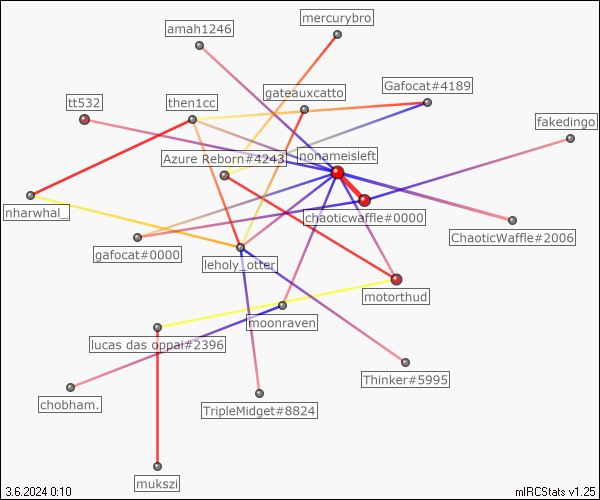 mercurybro
amah1246
Gafocat#4189
gateauxcatto
tt532
then1cc
fakedingo
nonameisleft
Azure Reborn#4243
nharwhal_
chaoticwaffle#0000
ChaoticWaffle#2006
gafocat#0000
leholy_otter
motorthud
moonraven
lucas das oppai#2396
Thinker#5995
chobham.
TripleMidget#8824
mukszi
3.6.2024 0:10
mIRCStats v1.25